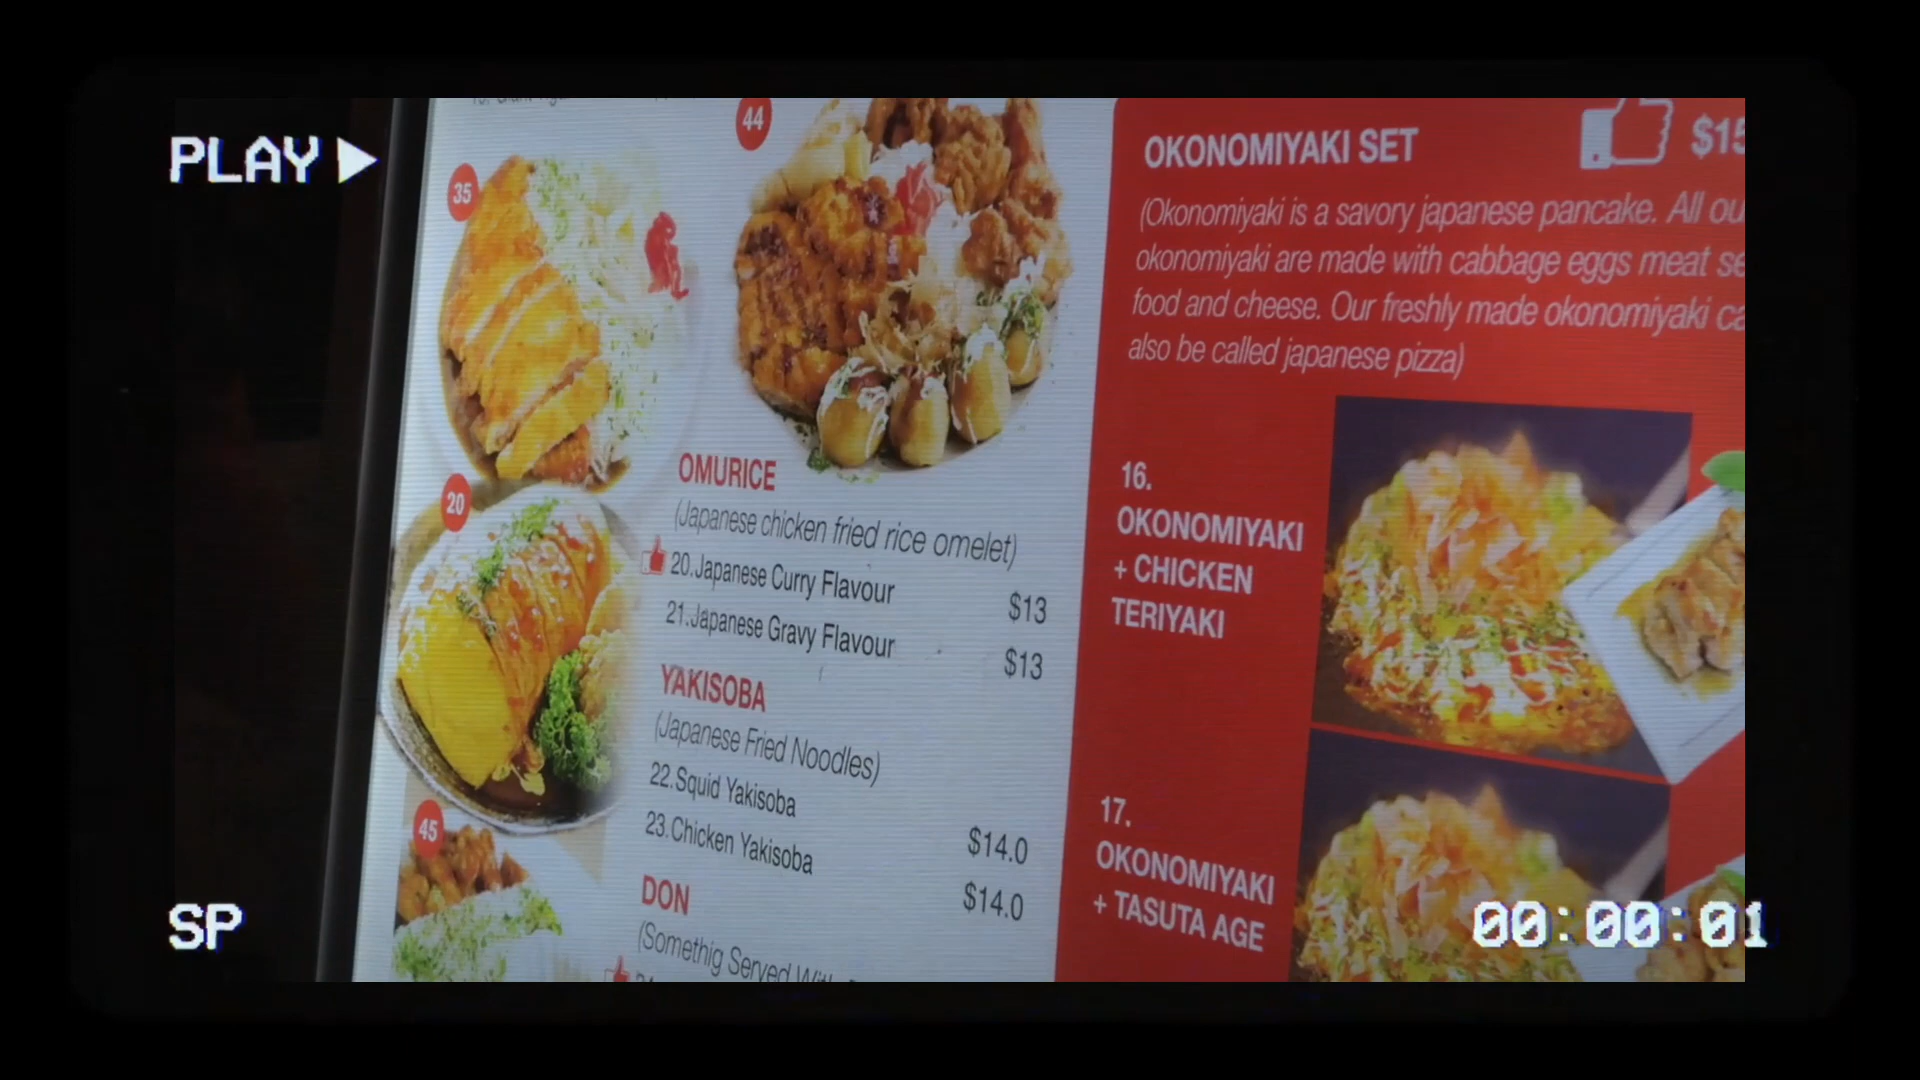 PLAY
44
35
OMURICE
(Japanese chicken fried rice omelet)
20
20.Japanese Curry Flavour $13
21.Japanese Gravy Flavour $13
YAKISOBA
(Japanese Fried Noodles)
22.Squid Yakisoba $14.0
23.Chicken Yakisoba $14.0
45
DON
(Somethig Served
OKONOMIYAKI SET $15
(Okonomiyaki is a savory japanese pancake. All ou
okonomiyaki are made with cabbage eggs meat se
food and cheese. Our freshly made okonomiyaki ca
also be called japanese pizza)
16.
OKONOMIYAKI
+ CHICKEN
TERIYAKI
17.
OKONOMIYAKI
+ TASUTA AGE
SP
00:00:01